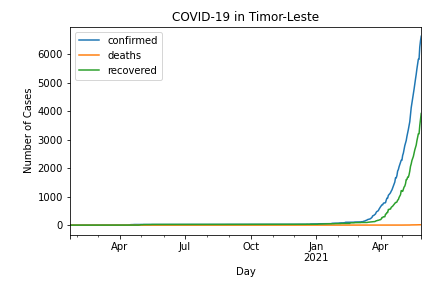 COVID-19 in Timor-Leste
confirmed
deaths
recovered
Number of Cases
6000
5000
4000
3000
2000
1000
0
Apr
Jul
Oct
Jan
2021
Apr
Day